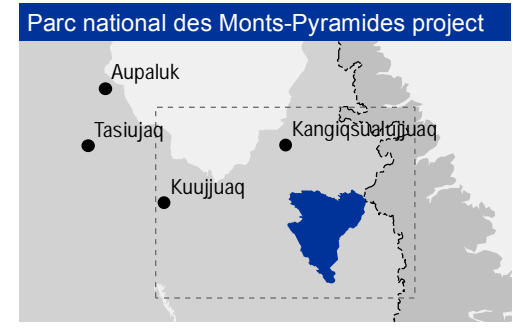 Parc national des Monts-Pyramides project
Aupaluk
Tasiujaq
Kangiqsualujjuaq
Kuujjuaq